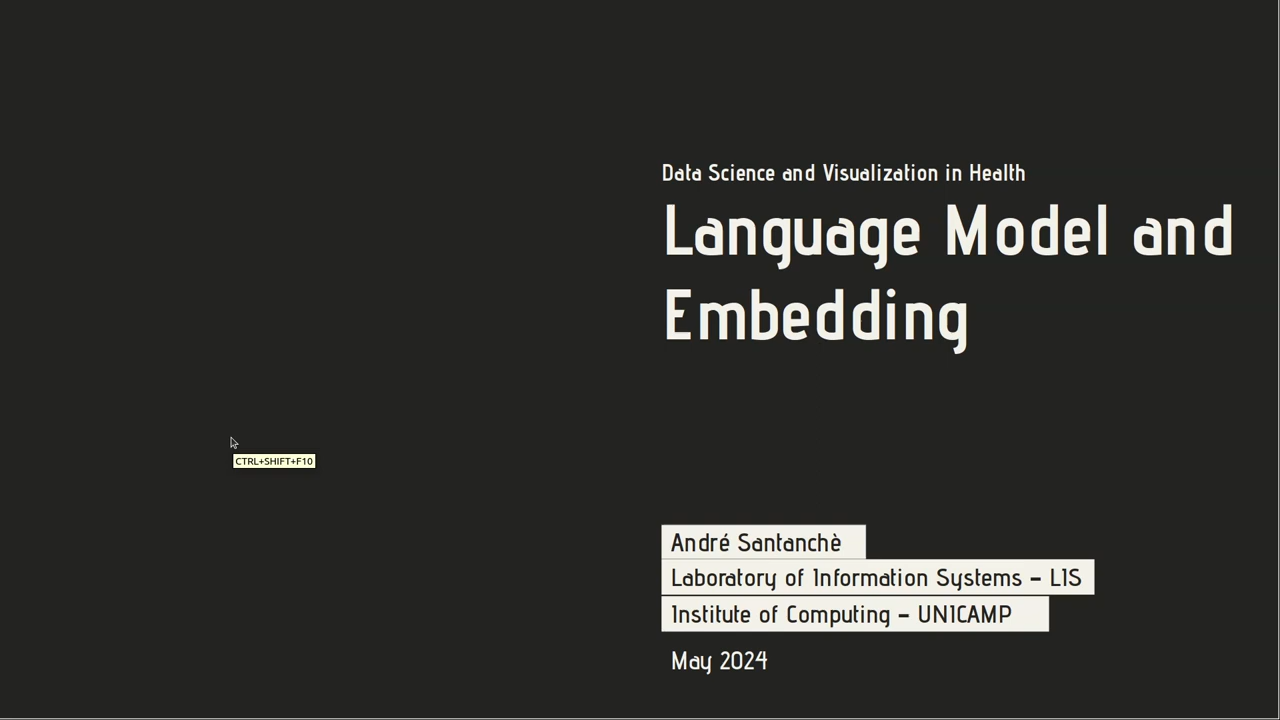 Data Science and Visualization in Health
Language Model and
Embedding
CTRL+SHIFT+F10
André Santanchè
Laboratory of Information Systems – LIS
Institute of Computing – UNICAMP
May 2024